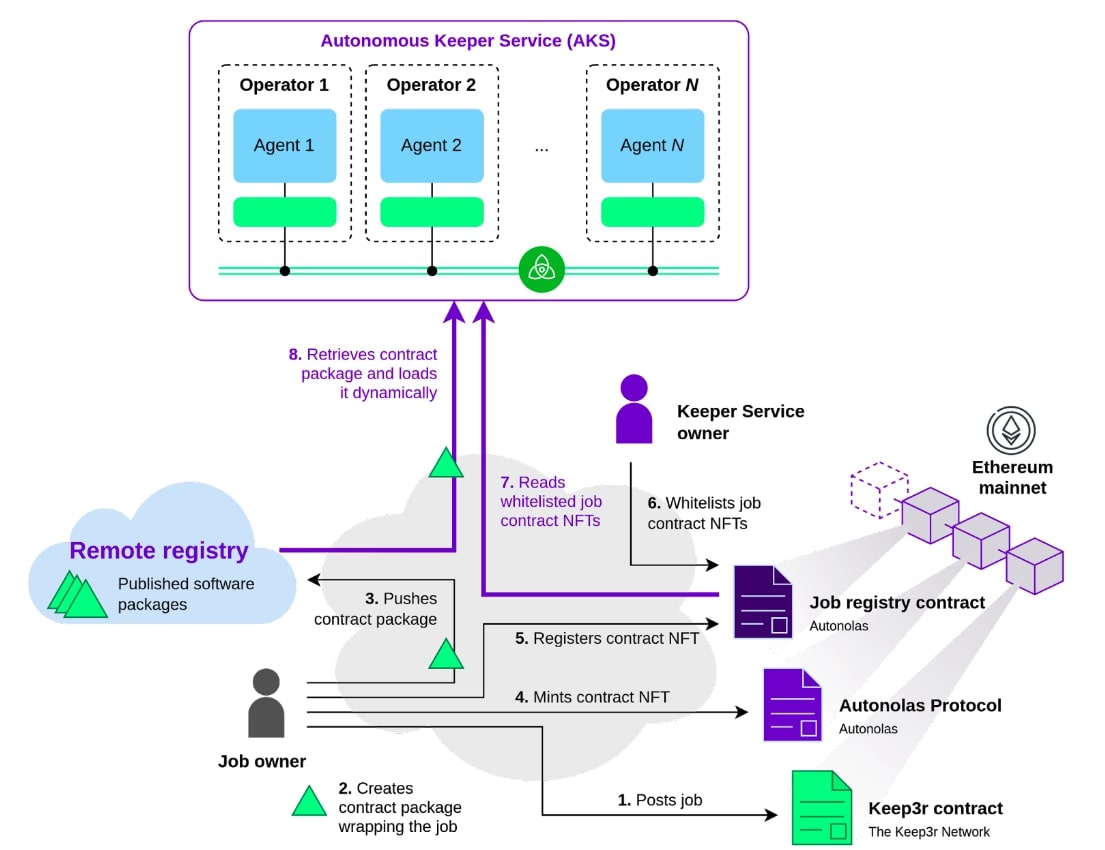 Autonomous Keeper Service (AKS)
Operator 1
Operator 2
Operator N
Agent 1
Agent 2
...
Agent N
8. Retrieves contract
package and loads
it dynamically
Keeper Service
owner
Ethereum
mainnet
7. Reads
whitelisted job
contract NFTs
6. Whitelists job
contract NFTs
Remote registry
Published software
packages
3. Pushes
contract package
Job registry contract
Autonolas
5. Registers contract NFT
4. Mints contract NFT
Autonolas Protocol
Autonolas
Job owner
2. Creates
contract package
wrapping the job
1. Posts job
Keep3r contract
The Keep3r Network